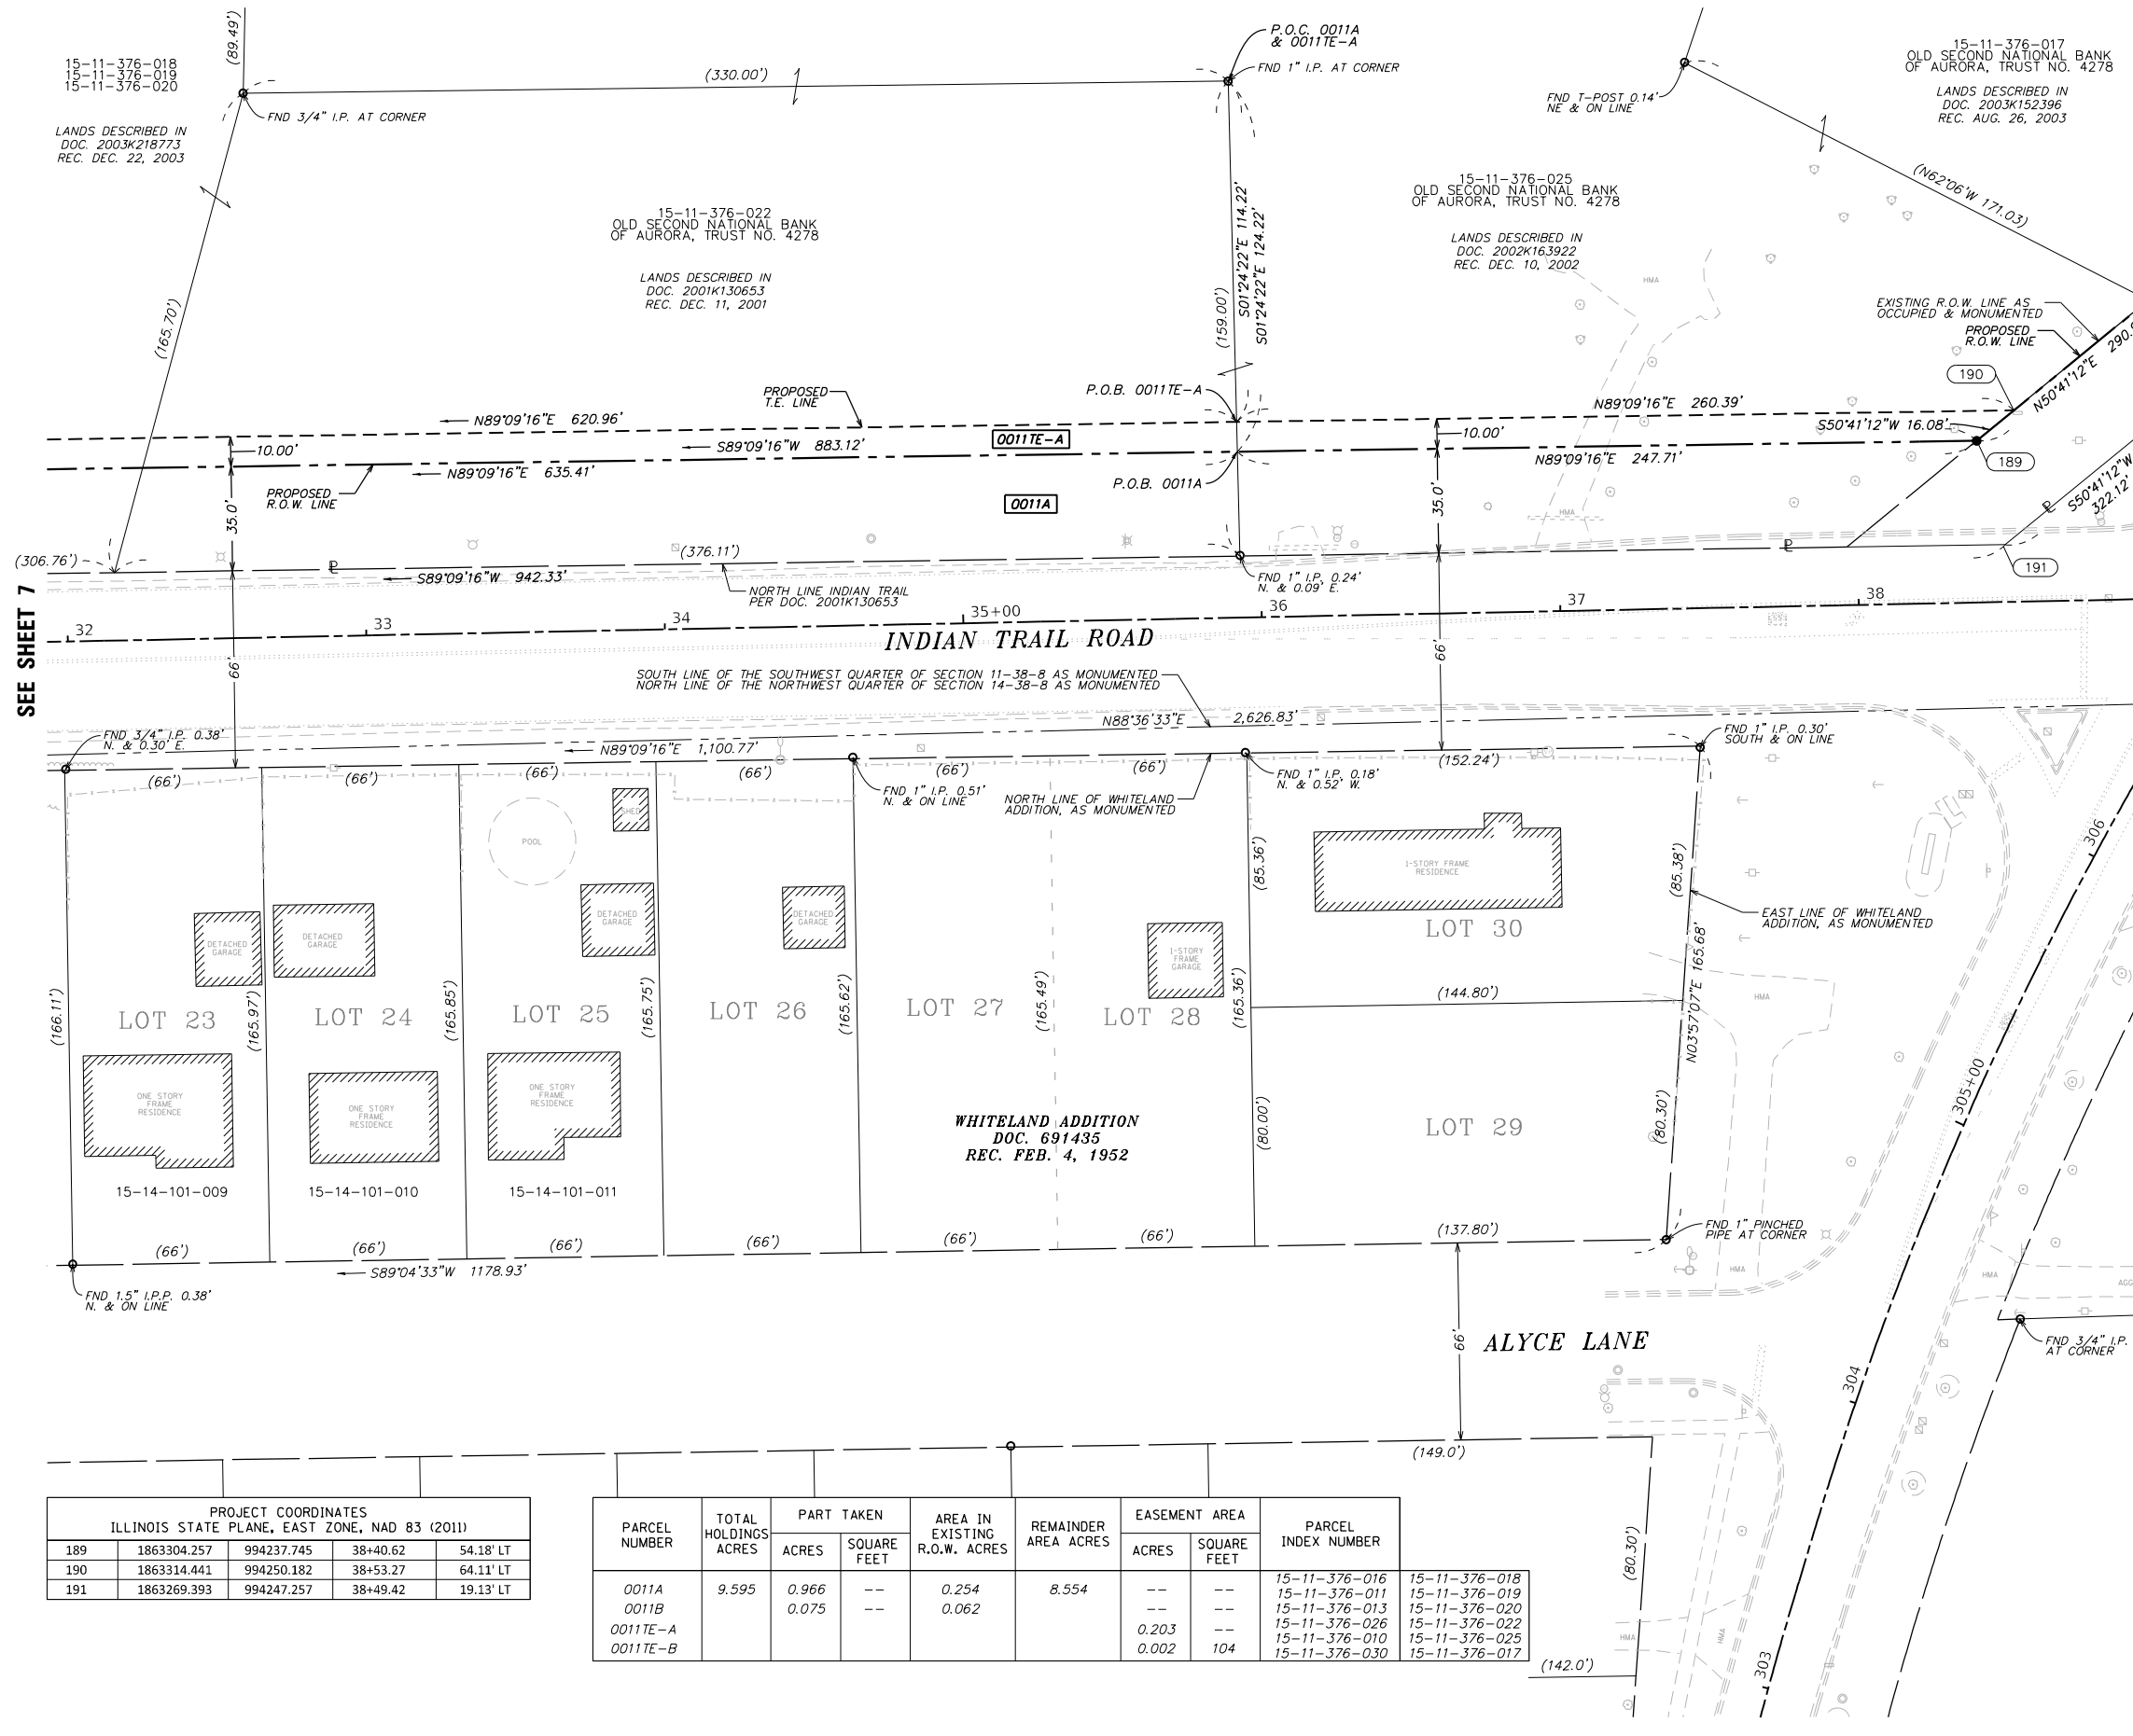 15-11-376-018
15-11-376-019
15-11-376-020
LANDS DESCRIBED IN
DOC. 2003K218773
REC. DEC. 22, 2003
(89.49')
FND 3/4" I.P. AT CORNER
(330.00')
P.O.C. 0011A
& 0011TE-A
FND 1" I.P. AT CORNER
FND T-POST 0.14'
NE & ON LINE
15-11-376-017
OLD SECOND NATIONAL BANK
OF AURORA, TRUST NO. 4278
LANDS DESCRIBED IN
DOC. 2003K152396
REC. AUG. 26, 2003
(N62°06'W 171.03)
15-11-376-022
OLD SECOND NATIONAL BANK
OF AURORA, TRUST NO. 4278
LANDS DESCRIBED IN
DOC. 2001K130653
REC. DEC. 11, 2001
15-11-376-025
OLD SECOND NATIONAL BANK
OF AURORA, TRUST NO. 4278
LANDS DESCRIBED IN
DOC. 2002K163922
REC. DEC. 10, 2002
HMA
(165.70')
(159.00')
S01°24'22"E 114.22'
S01°24'22"E 124.22'
EXISTING R.O.W. LINE AS
OCCUPIED & MONUMENTED
PROPOSED
R.O.W. LINE
190
N50°41'12"E
PROPOSED
T.E. LINE
P.O.B. 0011TE-A
N89°09'16"E 620.96'
N89°09'16"E 260.39'
S50°41'12"W 16.08'
10.00'
S89°09'16"W 883.12'
0011TE-A
10.00'
N89°09'16"E 635.41'
N89°09'16"E 247.71'
189
PROPOSED
R.O.W. LINE
P.O.B. 0011A
0011A
35.0'
35.0'
HMA
S50°41'12"W
322.12'
(306.76')
(376.11')
S89°09'16"W 942.33'
NORTH LINE INDIAN TRAIL
PER DOC. 2001K130653
FND 1" I.P. 0.24'
N. & 0.09' E.
191
SEE SHEET 7
32
33
34
35+00
36
37
38
INDIAN TRAIL ROAD
66'
66'
SOUTH LINE OF THE SOUTHWEST QUARTER OF SECTION 11-38-8 AS MONUMENTED
NORTH LINE OF THE NORTHWEST QUARTER OF SECTION 14-38-8 AS MONUMENTED
N88°36'33"E 2,626.83'
FND 3/4" I.P. 0.38'
N. & 0.30' E.
N89°09'16"E 1,100.77'
FND 1" I.P. 0.30'
SOUTH & ON LINE
(66')
(66')
(66')
(66')
(66')
(66')
(152.24')
FND 1" I.P. 0.51'
N. & ON LINE
NORTH LINE OF WHITELAND
ADDITION, AS MONUMENTED
FND 1" I.P. 0.18'
N. & 0.52' W.
SHED
POOL
DETACHED
GARAGE
DETACHED
GARAGE
DETACHED
GARAGE
DETACHED
GARAGE
1-STORY
FRAME
GARAGE
1-STORY FRAME
RESIDENCE
(85.36')
(85.38')
306
EAST LINE OF WHITELAND
ADDITION, AS MONUMENTED
LOT 30
N03°57'07"E 165.68'
(144.80')
HMA
(166.11')
LOT 23
(165.97')
LOT 24
(165.85')
LOT 25
(165.75')
LOT 26
(165.62')
LOT 27
(165.49')
LOT 28
(165.36')
305+00
ONE STORY
FRAME
RESIDENCE
ONE STORY
FRAME
RESIDENCE
ONE STORY
FRAME
RESIDENCE
WHITELAND ADDITION
DOC. 691435
REC. FEB. 4, 1952
(80.00')
LOT 29
(80.30')
15-14-101-009
15-14-101-010
15-14-101-011
(66')
(66')
(66')
(66')
(66')
(66')
(137.80')
FND 1" PINCHED
PIPE AT CORNER
HMA
HMA
S89°04'33"W 1178.93'
FND 1.5" I.P.P. 0.38'
N. & ON LINE
66'
ALYCE LANE
FND 3/4" I.P.
AT CORNER
304
(149.0')
PROJECT COORDINATES
ILLINOIS STATE PLANE, EAST ZONE, NAD 83 (2011)
189 1863304.257 994237.745 38+40.62 54.18' LT
190 1863314.441 994250.182 38+53.27 64.11' LT
191 1863269.393 994247.257 38+49.42 19.13' LT
PARCEL NUMBER TOTAL HOLDINGS ACRES PART TAKEN ACRES SQUARE FEET AREA IN EXISTING R.O.W. ACRES REMAINDER AREA ACRES EASEMENT AREA ACRES SQUARE FEET PARCEL INDEX NUMBER
0011A 9.595 0.966 -- 0.254 8.554 -- --
0011B 0.075 -- 0.062 -- --
0011TE-A 0.203 --
0011TE-B 0.002 104
15-11-376-016 15-11-376-018
15-11-376-011 15-11-376-019
15-11-376-013 15-11-376-020
15-11-376-026 15-11-376-022
15-11-376-010 15-11-376-025
15-11-376-030 15-11-376-017
(80.30')
HMA
HMA
(142.0')
303